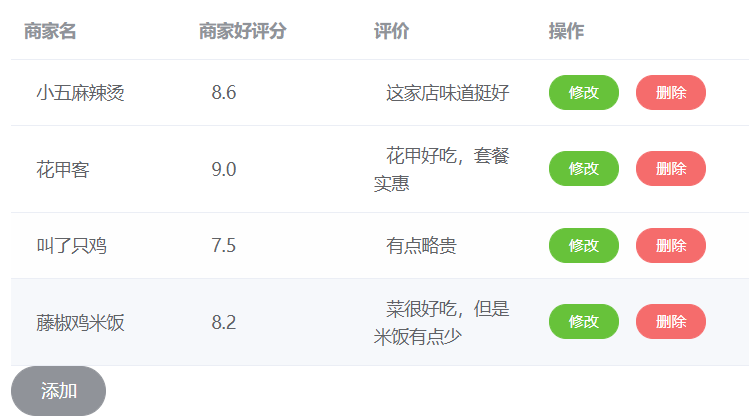 商家名 商家好评分 评价 操作
小五麻辣烫 8.6 这家店味道挺好 修改 删除
花甲客 9.0 花甲好吃，套餐
实惠 修改 删除
叫了只鸡 7.5 有点略贵 修改 删除
藤椒鸡米饭 8.2 菜很好吃，但是
米饭有点少 修改 删除
添加